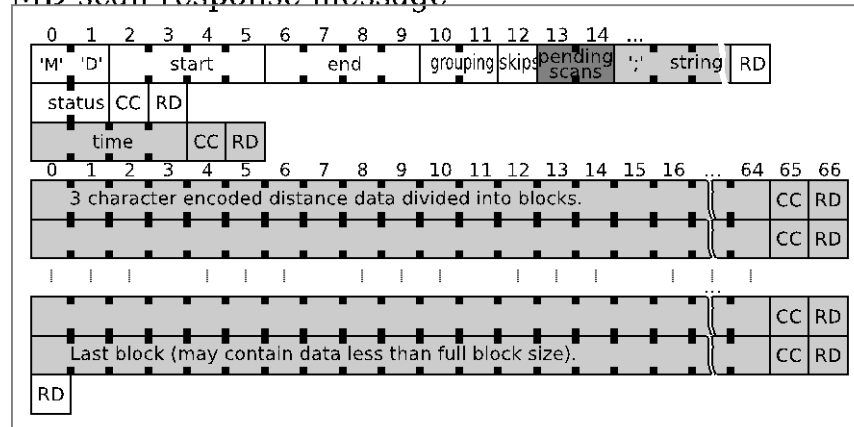 MD scan response message
0 1 2 3 4 5 6 7 8 9 10 11 12 13 14 ...
'M' 'D' start end grouping skips pending scans ';' string RD
status CC RD
time CC RD
0 1 2 3 4 5 6 7 8 9 10 11 12 13 14 15 16 ... 64 65 66
3 character encoded distance data divided into blocks. CC RD
CC RD
...
CC RD
Last block (may contain data less than full block size). CC RD
RD